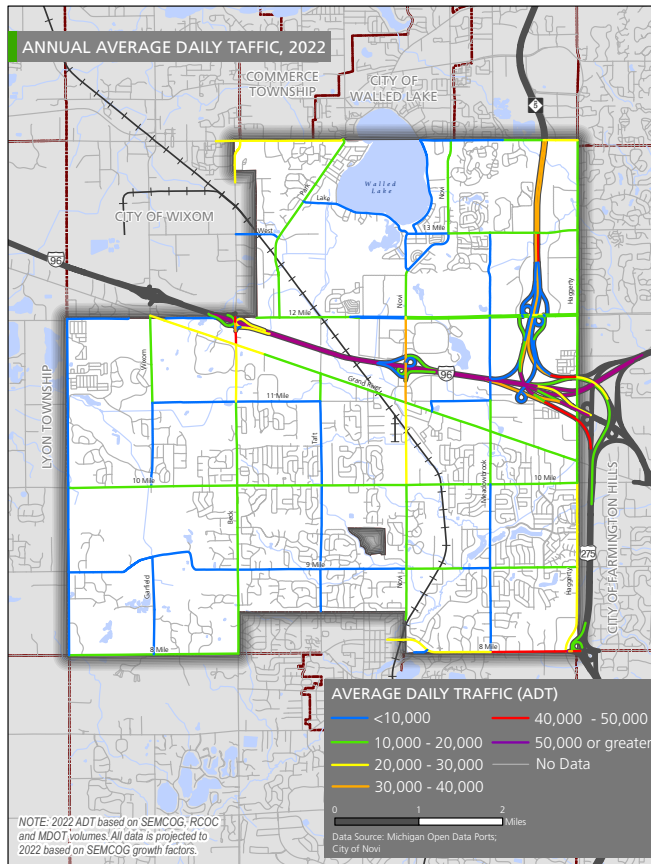 ANNUAL AVERAGE DAILY TAFFIC, 2022
COMMERCE
TOWNSHIP
CITY OF
WALLED LAKE
5
Walled
Lake
Park
Lake
Novi
CITY OF WIXOM
West
13 Mile
96
Haggerty
Novi
12 Mile
LYON TOWNSHIP
Wixom
Grand River
96
11 Mile
Taft
Meadowbrook
10 Mile
10 Mile
Beck
CITY OF FARMINGTON HILLS
275
9 Mile
Garfield
Novi
Haggerty
8 Mile
8 Mile
AVERAGE DAILY TRAFFIC (ADT)
<10,000
10,000 - 20,000
20,000 - 30,000
30,000 - 40,000
40,000 - 50,000
50,000 or greater
No Data
0 1 2
Miles
Data Source: Michigan Open Data Ports;
City of Novi
NOTE: 2022 ADT based on SEMCOG, RCOC
and MDOT volumes. All data is projected to
2022 based on SEMCOG growth factors.